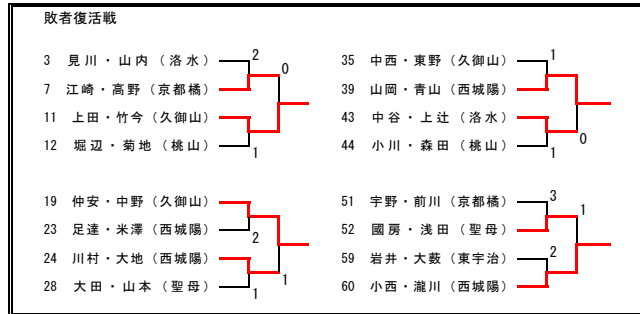 敗者復活戦
3 見川・山内（洛水） 2
0
7 江崎・高野（京都橘）
11 上田・竹今（久御山）
12 堀辺・菊地（桃山） 1
35 中西・東野（久御山） 1
39 山岡・青山（西城陽）
43 中谷・上辻（洛水）
0
44 小川・森田（桃山） 1
19 仲安・中野（久御山）
23 足達・米澤（西城陽） 2
24 川村・大地（西城陽）
1
28 大田・山本（聖母） 1
51 宇野・前川（京都橘） 3
1
52 國房・浅田（聖母）
59 岩井・大薮（東宇治） 2
60 小西・瀧川（西城陽）